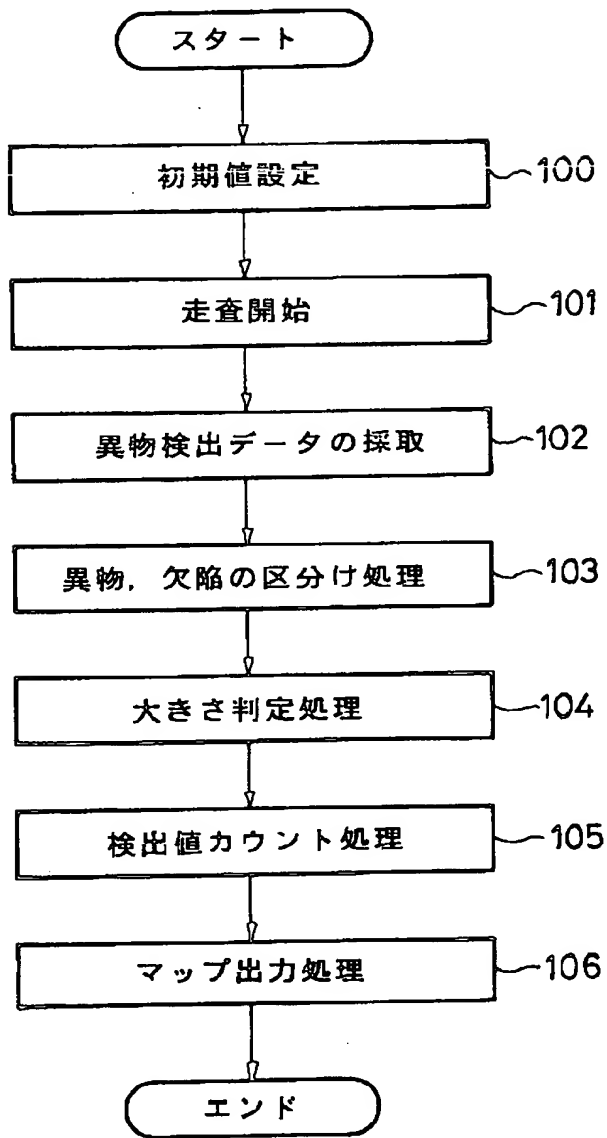 スタート
初期値設定 100
走査開始 101
異物検出データの採取 102
異物,欠陥の区分け処理 103
大きさ判定処理 104
検出値カウント処理 105
マップ出力処理 106
エンド